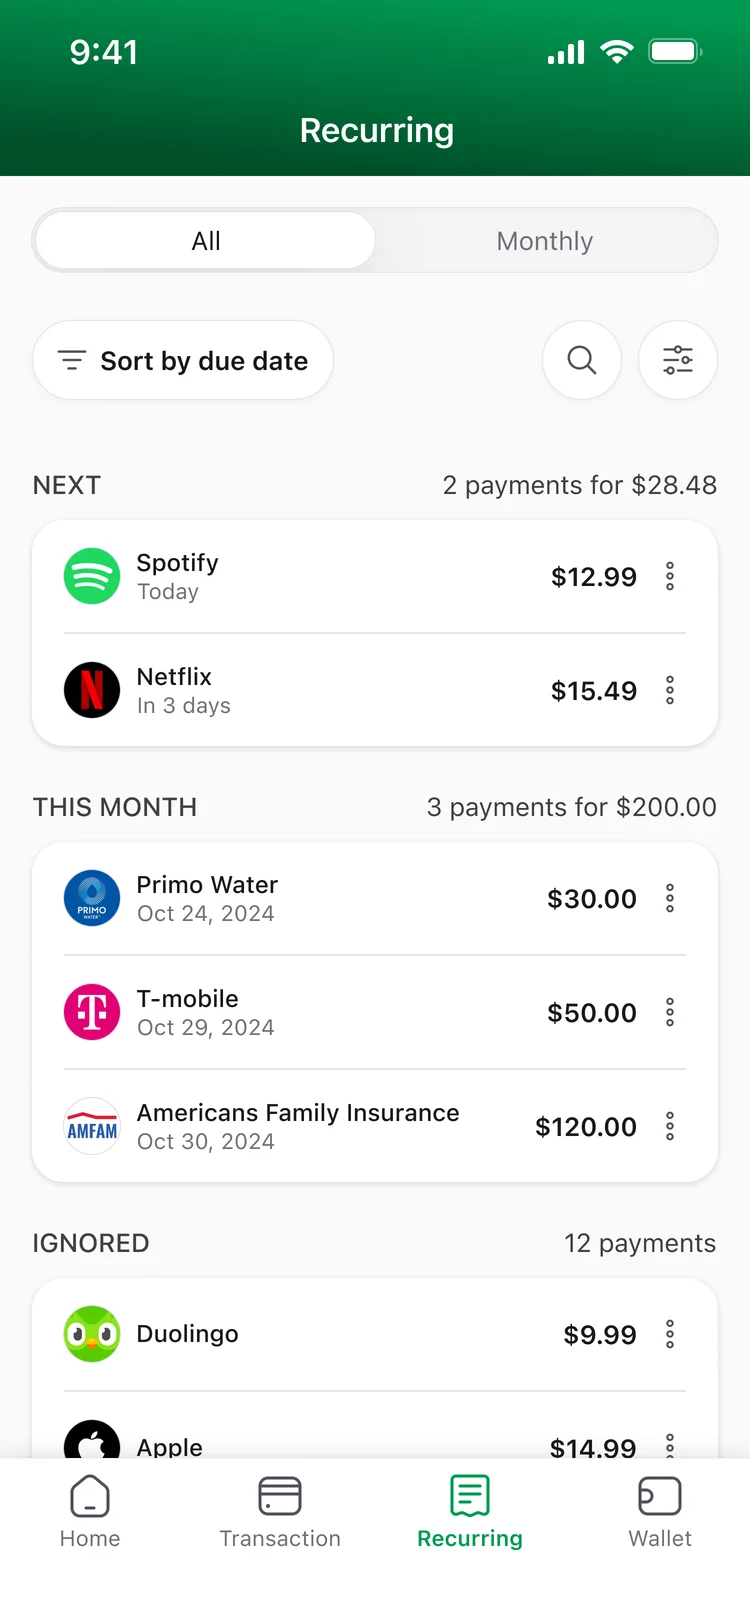 9:41
Recurring
All
Monthly
Sort by due date
NEXT
2 payments for $28.48
Spotify
Today
$12.99
Netflix
In 3 days
$15.49
THIS MONTH
3 payments for $200.00
PRIMO
WATER
Primo Water
Oct 24, 2024
$30.00
T-mobile
Oct 29, 2024
$50.00
AMFAM
Americans Family Insurance
Oct 30, 2024
$120.00
IGNORED
12 payments
Duolingo
$9.99
Apple
$14.99
Home
Transaction
Recurring
Wallet